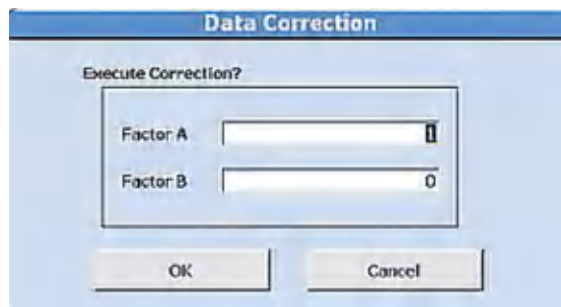 Data Correction
Execute Correction?
Factor A 1
Factor B 0
OK Cancel